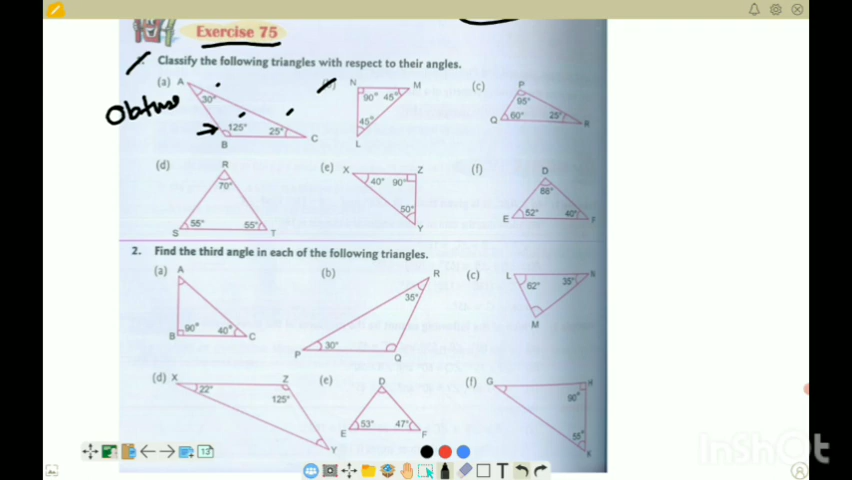 Exercise 75
Classify the following triangles with respect to their angles.
(a) A 30° 125° 25° B C
Obtuse
(b) N M 90° 45° 45° L
(c) P 95° Q 60° 25° R
(d) R 70° S 55° 55° T
(e) X Z 40° 90° 50° Y
(f) D 88° E 52° 40° F
2. Find the third angle in each of the following triangles.
(a) A B 90° 40° C
(b) R 35° P 30° Q
(c) L N 62° 35° M
(d) X Z 22° 125° Y
(e) D E 53° 47° F
(f) G H 90° 55° K
13
T
InShOt